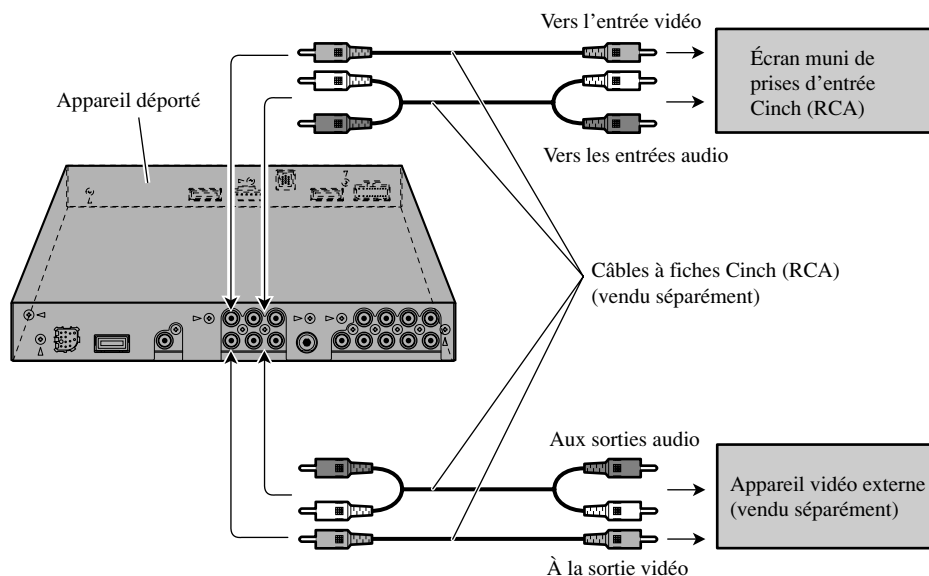 Vers l'entrée vidéo
Écran muni de
prises d'entrée
Cinch (RCA)
Appareil déporté
Vers les entrées audio
Câbles à fiches Cinch (RCA)
(vendu séparément)
Aux sorties audio
Appareil vidéo externe
(vendu séparément)
À la sortie vidéo